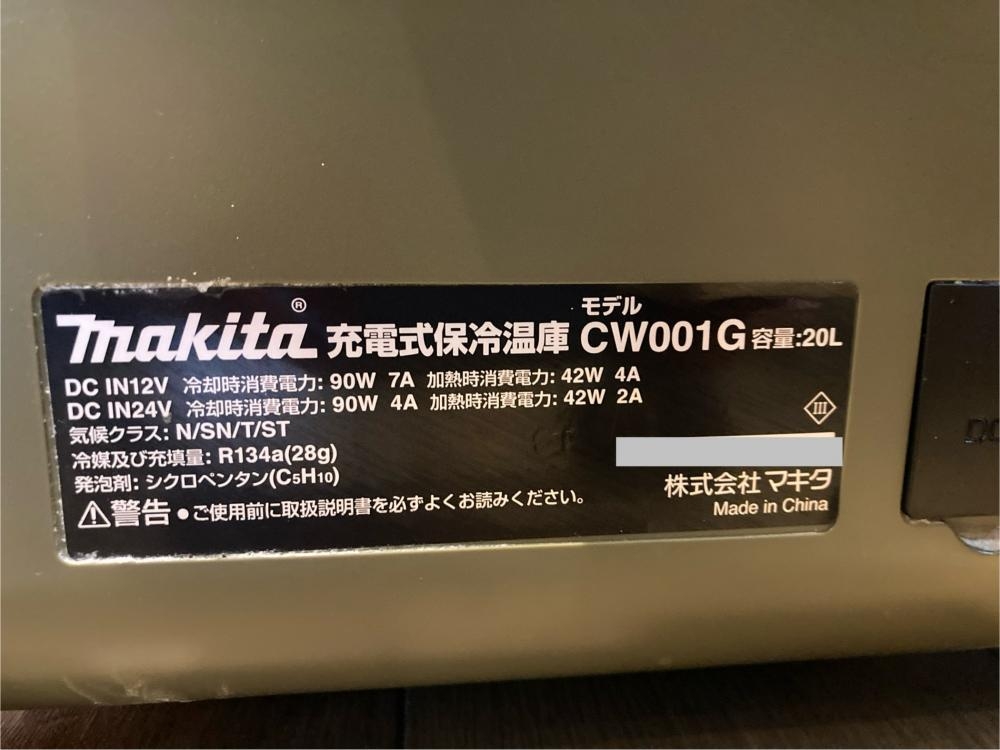 makita® 充電式保冷温庫 モデル CW001G 容量:20L
DC IN12V 冷却時消費電力: 90W 7A 加熱時消費電力: 42W 4A
DC IN24V 冷却時消費電力: 90W 4A 加熱時消費電力: 42W 2A
気候クラス: N/SN/T/ST
III
冷媒及び充填量: R134a(28g)
発泡剤: シクロペンタン(C5H10)
⚠警告 ●ご使用前に取扱説明書を必ずよくお読みください。
株式会社 マキタ
Made in China
DC